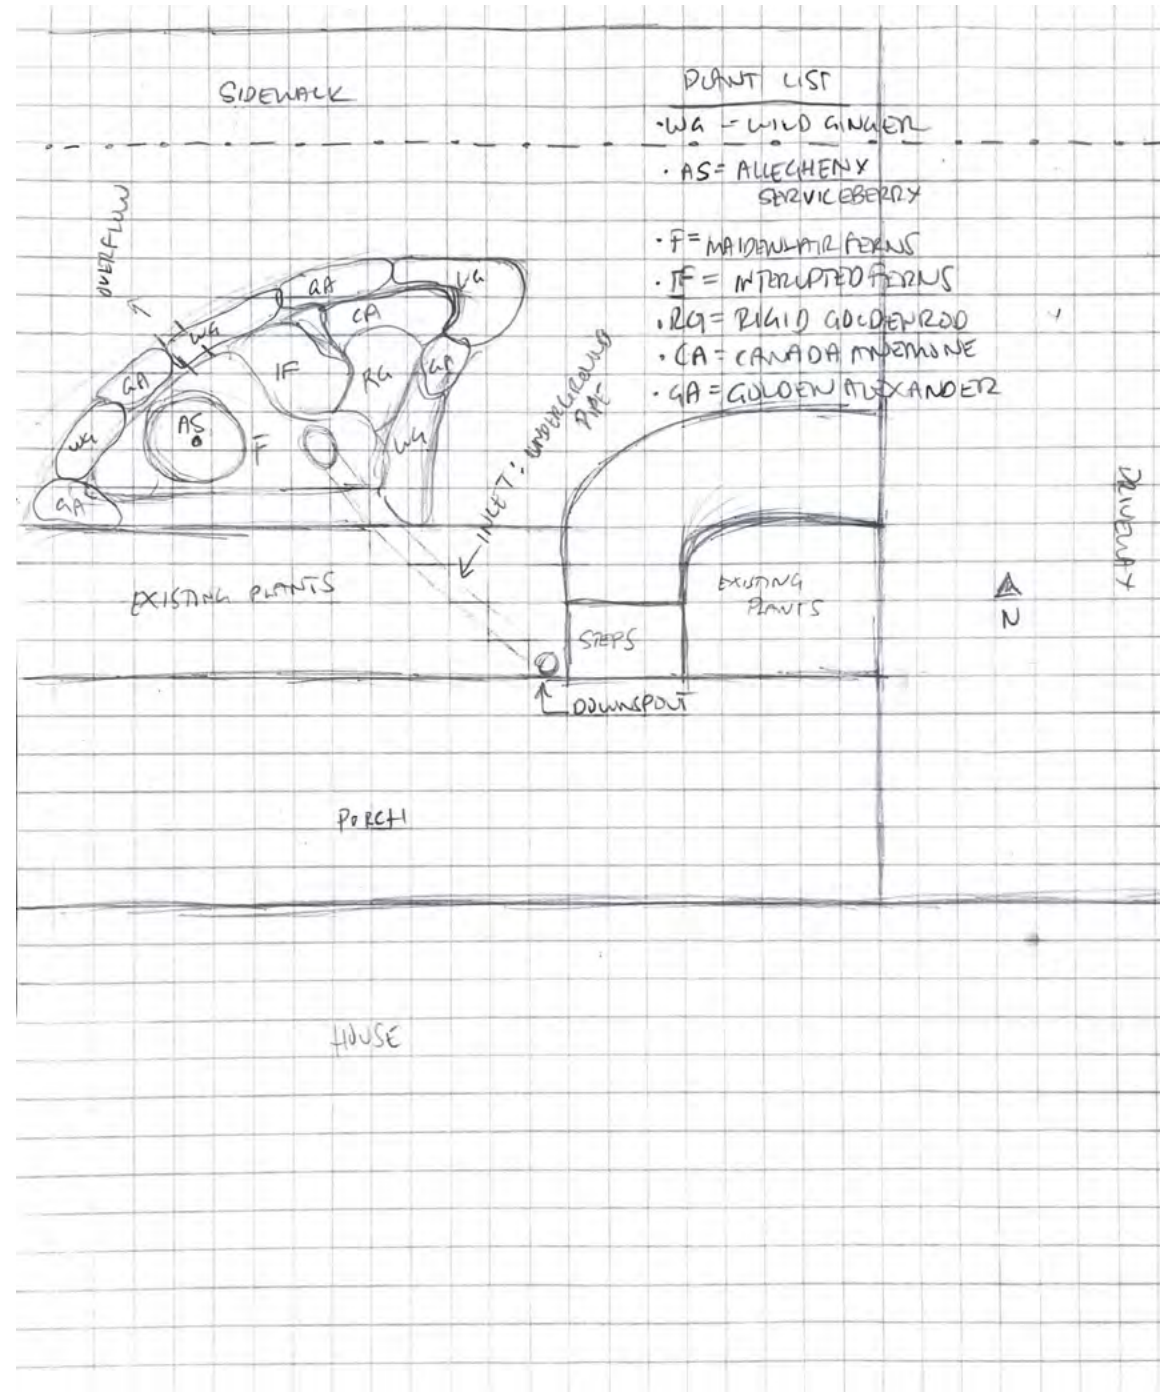 SIDEWALK
PLANT LIST
·WG = WILD GINGER
· AS = ALLEGHENY
SERVICEBERRY
· F = MAIDENHAIR FERNS
· IF = INTERUPTED FERNS
· RG = RIGID GOLDENROD
· CA = CANADA ANEMONE
· GA = GOLDEN ALEXANDER
OVERFLOW
GA
WG
CA
WG
GA
IF
RG
GA
AS
F
WG
WG
GA
INLET: UNDERGROUND
PIPE
DRIVEWAY
EXISTING PLANTS
EXISTING
PLANTS
N
STEPS
DOWNSPOUT
PORCH
HOUSE